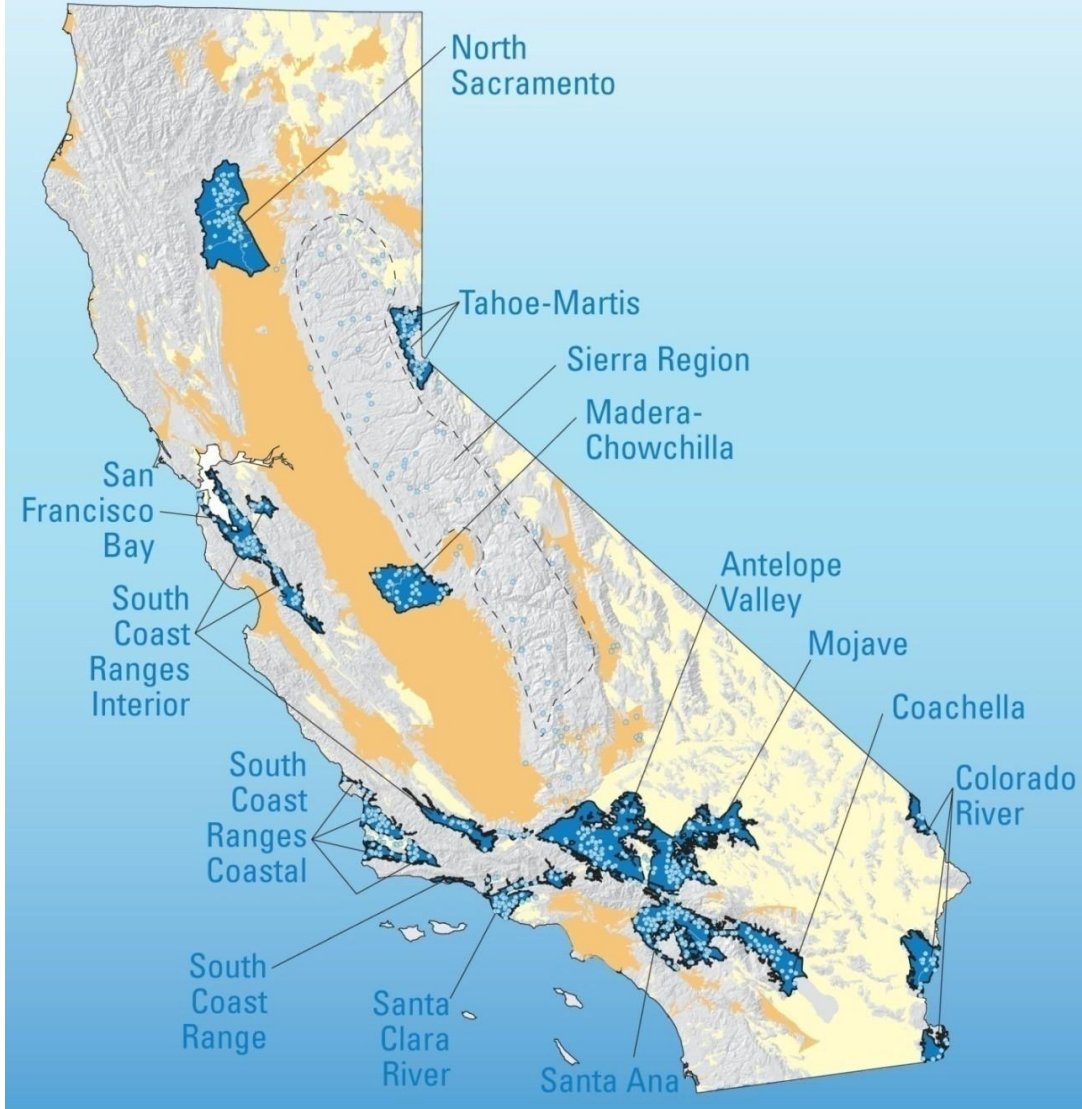 North
Sacramento
Tahoe-Martis
Sierra Region
Madera-
Chowchilla
San
Francisco
Bay
South
Coast
Ranges
Interior
Antelope
Valley
Mojave
Coachella
Colorado
River
South
Coast
Ranges
Coastal
South
Coast
Range
Santa
Clara
River
Santa Ana